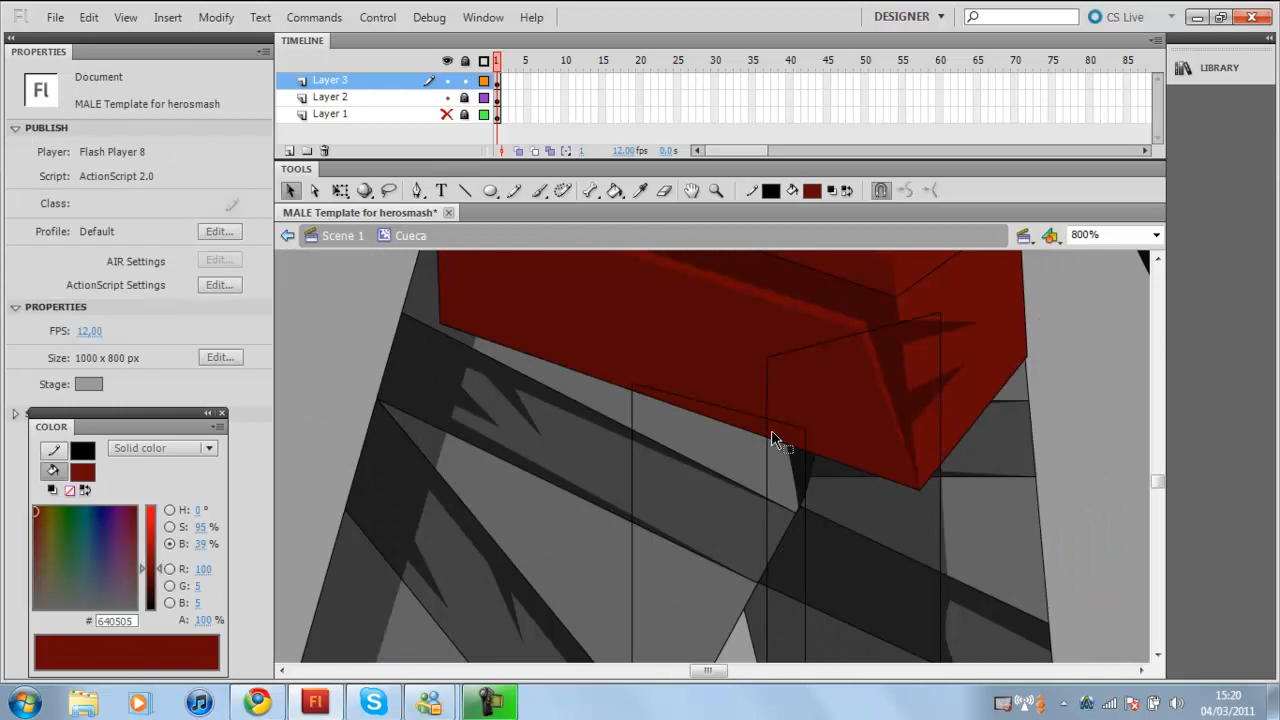 Fl File Edit View Insert Modify Text Commands Control Debug Window Help DESIGNER CS Live
PROPERTIES
Fl Document
MALE Template for herosmash
PUBLISH
Player: Flash Player 8
Script: ActionScript 2.0
Class:
Profile: Default Edit...
AIR Settings Edit...
ActionScript Settings Edit...
PROPERTIES
FPS: 12,00
Size: 1000 x 800 px Edit...
Stage:
COLOR
Solid color
H: 0 °
S: 95 %
B: 39 %
R: 100
G: 5
B: 5
# 640505 A: 100 %
TIMELINE
1 5 10 15 20 25 30 35 40 45 50 55 60 65 70 75 80 85
Layer 3
Layer 2
Layer 1
1 12,00 fps 0,0 s
TOOLS
T
MALE Template for herosmash*
Scene 1 Cueca 800%
LIBRARY
Fl
15:20
04/03/2011